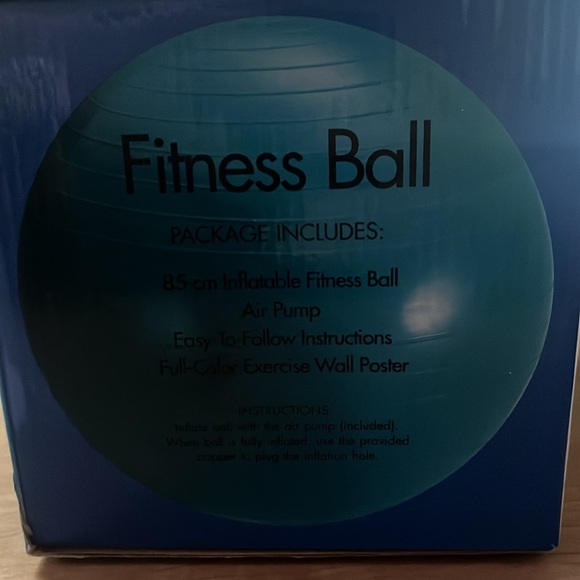 Fitness Ball
PACKAGE INCLUDES:
85 cm Inflatable Fitness Ball
Air Pump
Easy-To-Follow Instructions
Full-Color Exercise Wall Poster
INSTRUCTIONS:
Inflate ball with the air pump (included).
When ball is fully inflated, use the provided
stopper to plug the inflation hole.